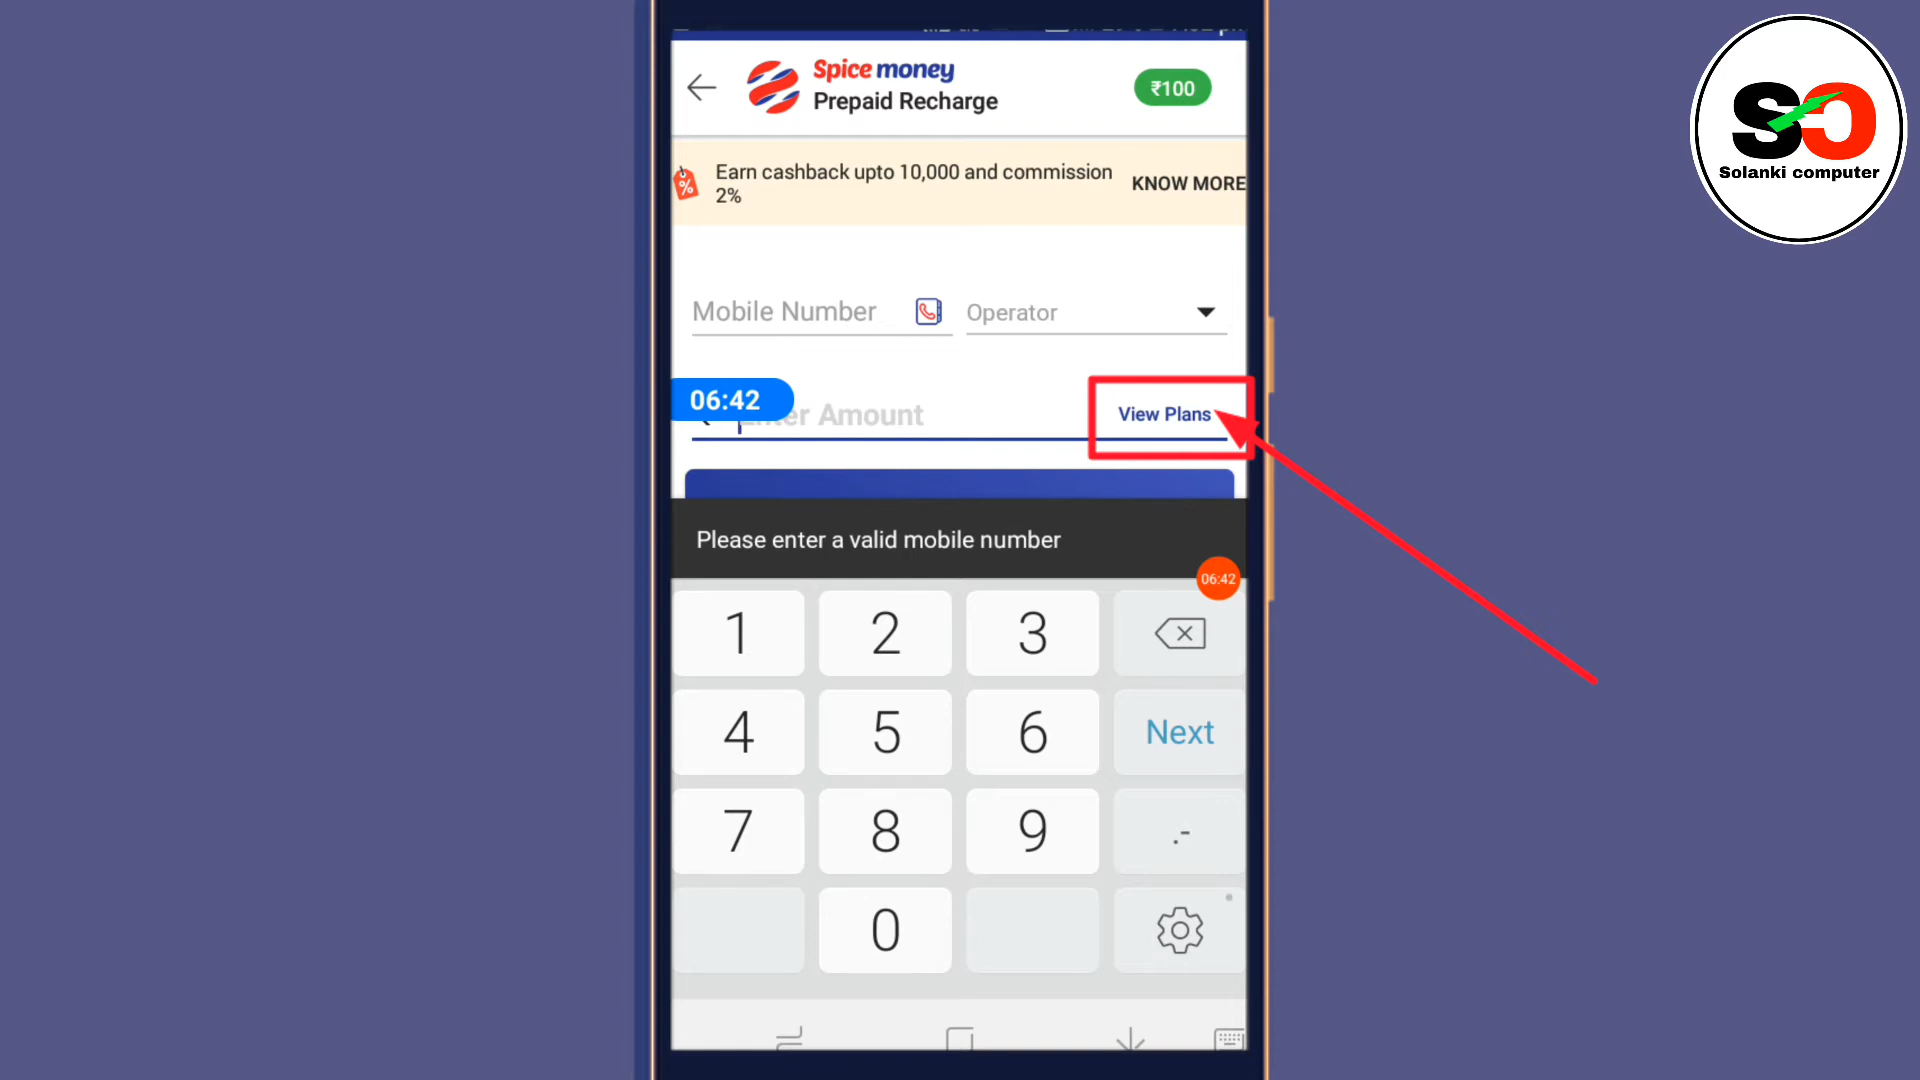 Spice money
Prepaid Recharge
₹100
Earn cashback upto 10,000 and commission
2%
KNOW MORE
Mobile Number
Operator
06:42
Enter Amount
View Plans
Please enter a valid mobile number
06:42
1 2 3
4 5 6 Next
7 8 9 .-
0
SO
Solanki computer